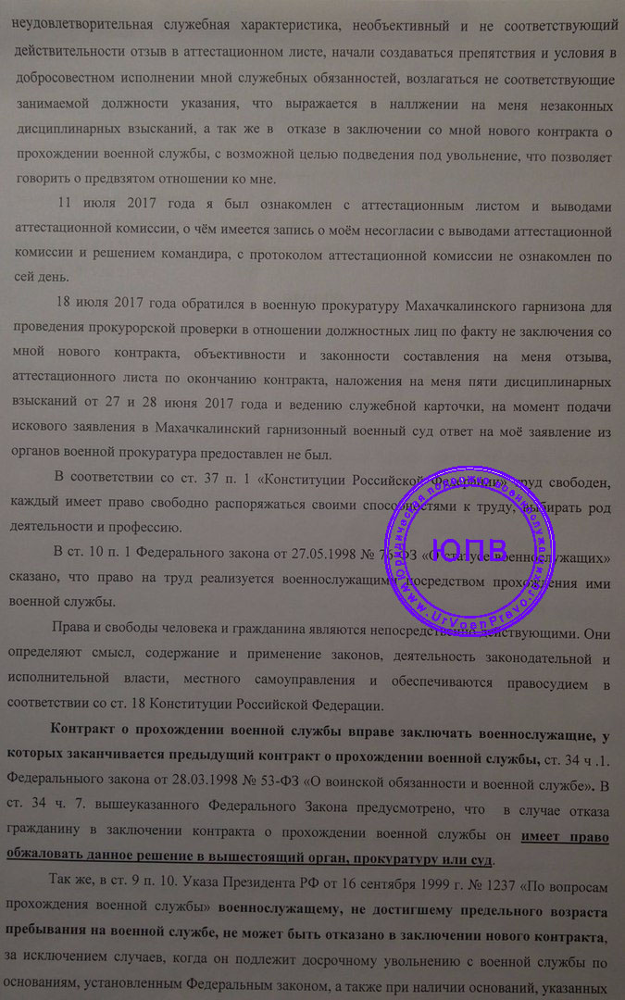 неудовлетворительная служебная характеристика, необъективный и не соответствующий
действительности отзыв в аттестационном листе, начали создаваться препятствия и условия в
добросовестном исполнении мной служебных обязанностей, возлагаться не соответствующие
занимаемой должности указания, что выражается в наллжении на меня незаконных
дисциплинарных взысканий, а так же в отказе в заключении со мной нового контракта о
прохождении военной службы, с возможной целью подведения под увольнение, что позволяет
говорить о предвзятом отношении ко мне.
11 июля 2017 года я был ознакомлен с аттестационным листом и выводами
аттестационной комиссии, о чём имеется запись о моём несогласии с выводами аттестационной
комиссии и решением командира, с протоколом аттестационной комиссии не ознакомлен по
сей день.
18 июля 2017 года обратился в военную прокуратуру Махачкалинского гарнизона для
проведения прокурорской проверки в отношении должностных лиц по факту не заключения со
мной нового контракта, объективности и законности составления на меня отзыва,
аттестационного листа по окончанию контракта, наложения на меня пяти дисциплинарных
взысканий от 27 и 28 июня 2017 года и ведению служебной карточки, на момент подачи
искового заявления в Махачкалинский гарнизонный военный суд ответ на моё заявление из
органов военной прокуратура предоставлен не был.
В соответствии со ст. 37 п. 1 «Конституции Российской Федерации» труд свободен,
каждый имеет право свободно распоряжаться своими способностями к труду, выбирать род
деятельности и профессию.
В ст. 10 п. 1 Федерального закона от 27.05.1998 № 76-ФЗ «О статусе военнослужащих»
сказано, что право на труд реализуется военнослужащими посредством прохождения ими
военной службы.
Права и свободы человека и гражданина являются непосредственно действующими. Они
определяют смысл, содержание и применение законов, деятельность законодательной и
исполнительной власти, местного самоуправления и обеспечиваются правосудием в
соответствии со ст. 18 Конституции Российской Федерации.
Контракт о прохождении военной службы вправе заключать военнослужащие, у
которых заканчивается предыдущий контракт о прохождении военной службы, ст. 34 ч .1.
Федеральныого закона от 28.03.1998 № 53-ФЗ «О воинской обязанности и военной службе». В
ст. 34 ч. 7. вышеуказанного Федерального Закона предусмотрено, что в случае отказа
гражданину в заключении контракта о прохождении военной службы он имеет право
обжаловать данное решение в вышестоящий орган, прокуратуру или суд.
Так же, в ст. 9 п. 10. Указа Президента РФ от 16 сентября 1999 г. № 1237 «По вопросам
прохождения военной службы» военнослужащему, не достигшему предельного возраста
пребывания на военной службе, не может быть отказано в заключении нового контракта,
за исключением случаев, когда он подлежит досрочному увольнению с военной службы по
основаниям, установленным Федеральным законом, а также при наличии оснований, указанных
Юридическая поддержка военнослужащих
ЮПВ
www.UrVoenPravo.ru